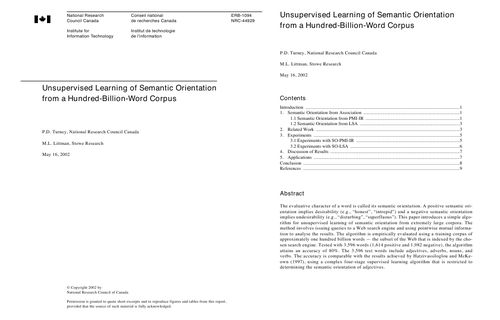 National Research
Council Canada
Institute for
Information Technology
Conseil national
de recherches Canada
Institut de technologie
de l'information
ERB-1094
NRC-44929
Unsupervised Learning of Semantic Orientation
from a Hundred-Billion-Word Corpus
P.D. Turney, National Research Council Canada
M.L. Littman, Stowe Research
May 16, 2002
© Copyright 2002 by
National Research Council of Canada
Permission is granted to quote short excerpts and to reproduce figures and tables from this report,
provided that the source of such material is fully acknowledged.
Unsupervised Learning of Semantic Orientation
from a Hundred-Billion-Word Corpus
P.D. Turney, National Research Council Canada
M.L. Littman, Stowe Research
May 16, 2002
Contents
Introduction 1
1. Semantic Orientation from Association 1
1.1 Semantic Orientation from PMI-IR 1
1.2 Semantic Orientation from LSA 3
2. Related Work 3
3. Experiments 5
3.1 Experiments with SO-PMI-IR 5
3.2 Experiments with SO-LSA 6
4. Discussion of Results 7
5. Applications 7
Conclusion 8
References 9
Abstract
The evaluative character of a word is called its semantic orientation. A positive semantic ori-
entation implies desirability (e.g., "honest", "intrepid") and a negative semantic orientation
implies undesirability (e.g., "disturbing", "superfluous"). This paper introduces a simple algo-
rithm for unsupervised learning of semantic orientation from extremely large corpora. The
method involves issuing queries to a Web search engine and using pointwise mutual informa-
tion to analyse the results. The algorithm is empirically evaluated using a training corpus of
approximately one hundred billion words — the subset of the Web that is indexed by the cho-
sen search engine. Tested with 3,596 words (1,614 positive and 1,982 negative), the algorithm
attains an accuracy of 80%. The 3,596 test words include adjectives, adverbs, nouns, and
verbs. The accuracy is comparable with the results achieved by Hatzivassiloglou and McKe-
own (1997), using a complex four-stage supervised learning algorithm that is restricted to
determining the semantic orientation of adjectives.